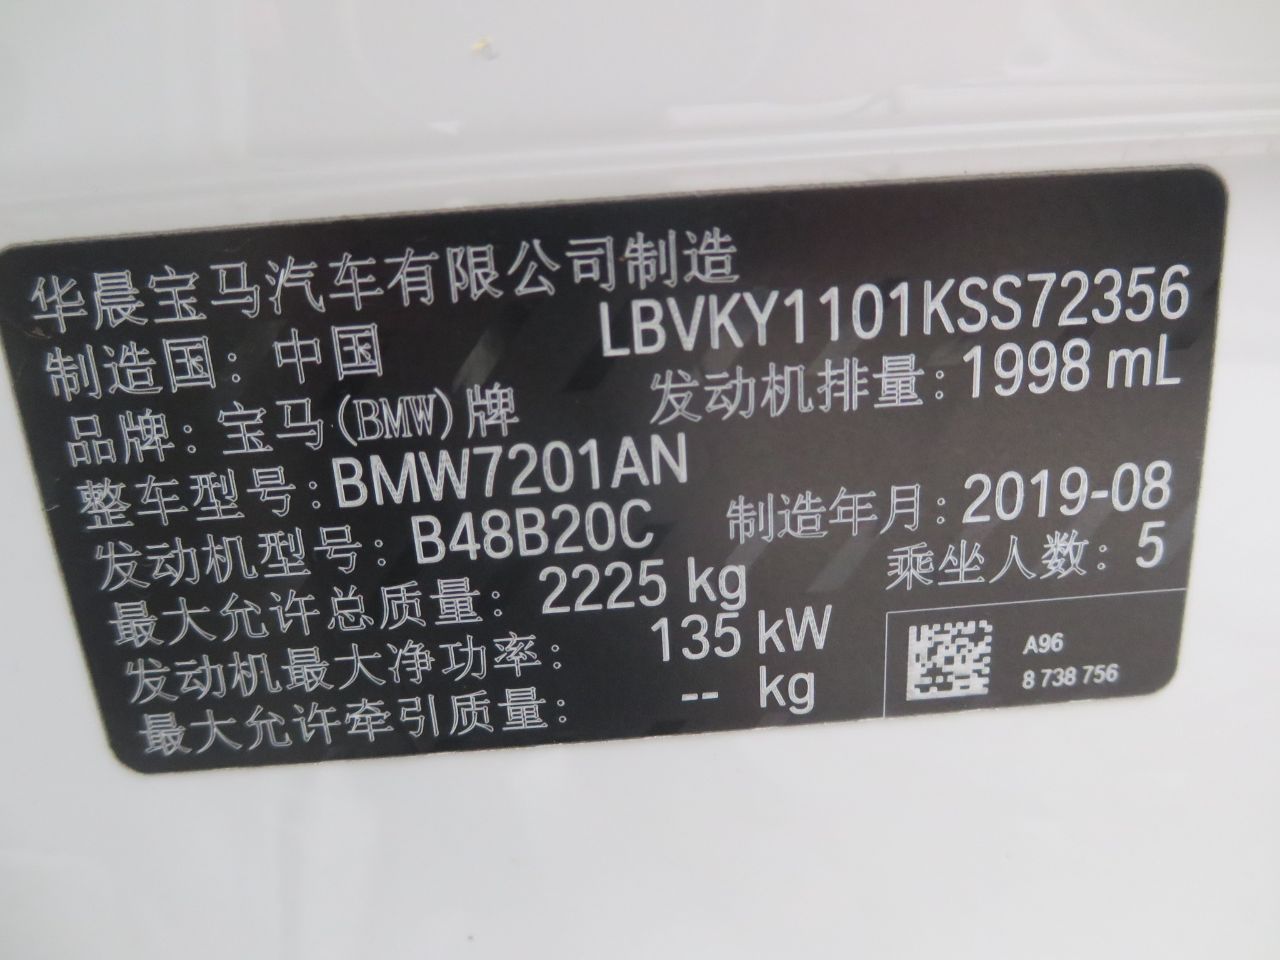 华晨宝马汽车有限公司制造
制造国：中国 LBVKY1101KSS72356
品牌：宝马(BMW)牌 发动机排量：1998 mL
整车型号：BMW7201AN
发动机型号：B48B20C 制造年月：2019-08
最大允许总质量：2225 kg 乘坐人数：5
发动机最大净功率：135 kW
最大允许牵引质量：-- kg
A96
8 738 756